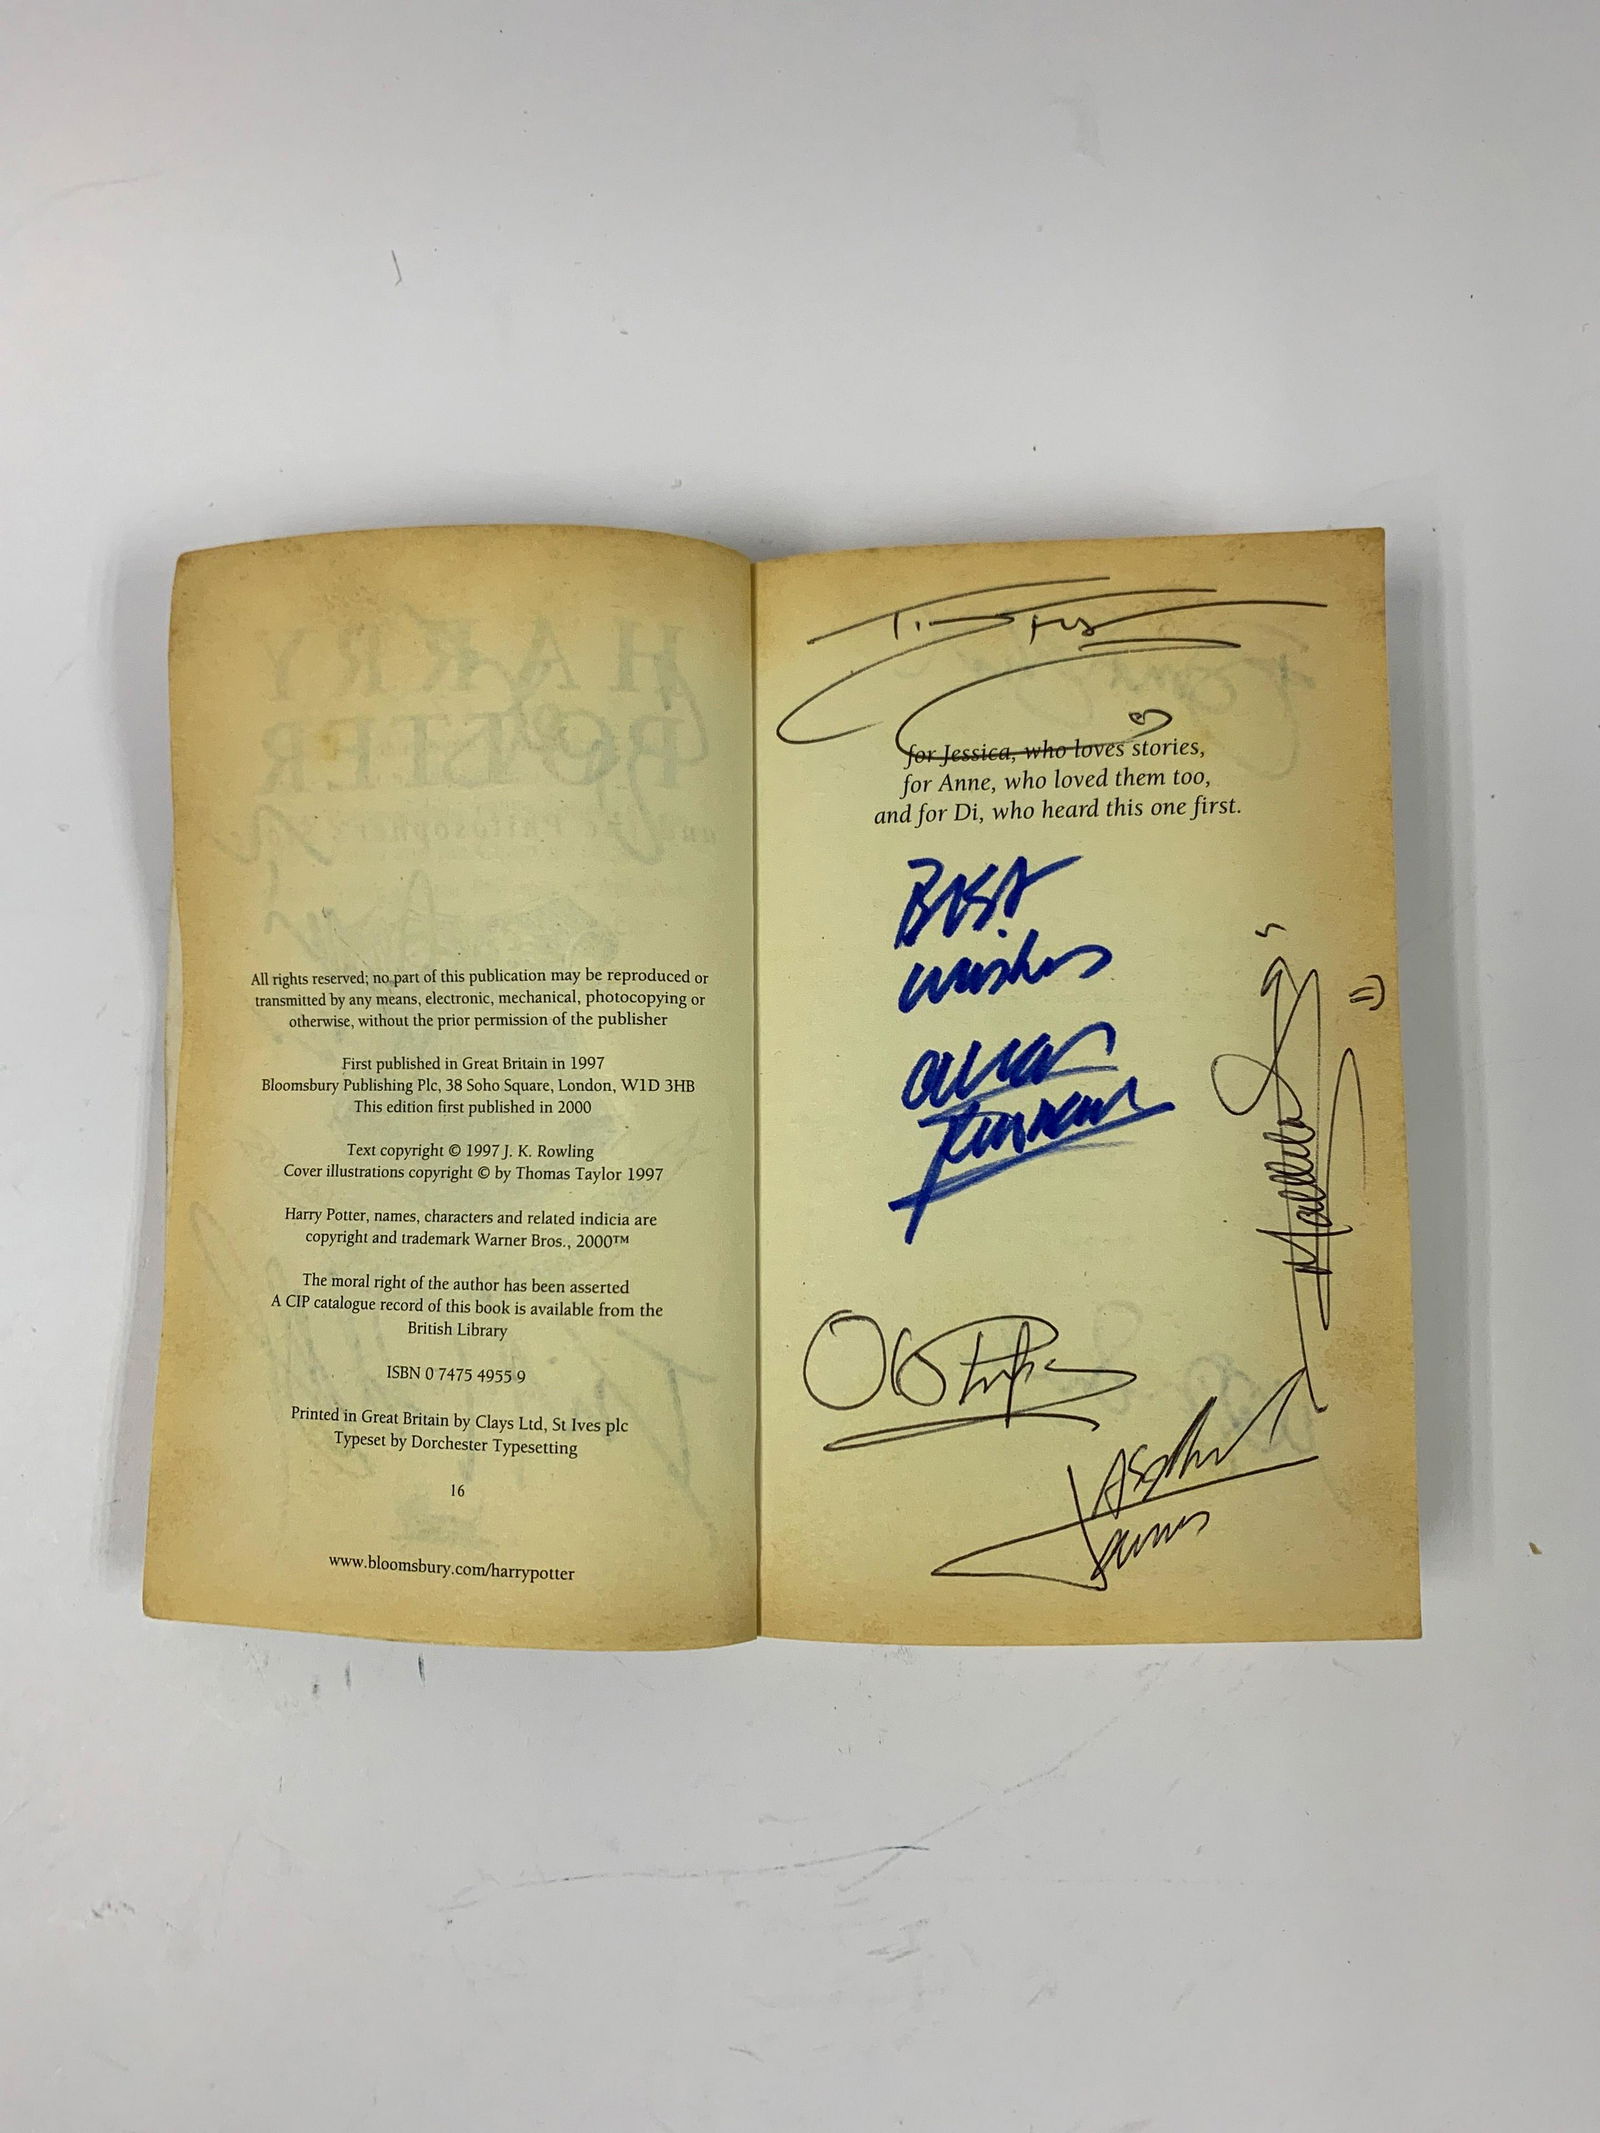 All rights reserved; no part of this publication may be reproduced or
transmitted by any means, electronic, mechanical, photocopying or
otherwise, without the prior permission of the publisher
First published in Great Britain in 1997
Bloomsbury Publishing Plc, 38 Soho Square, London, W1D 3HB
This edition first published in 2000
Text copyright © 1997 J. K. Rowling
Cover illustrations copyright © by Thomas Taylor 1997
Harry Potter, names, characters and related indicia are
copyright and trademark Warner Bros., 2000™
The moral right of the author has been asserted
A CIP catalogue record of this book is available from the
British Library
ISBN 0 7475 4955 9
Printed in Great Britain by Clays Ltd, St Ives plc
Typeset by Dorchester Typesetting
16
www.bloomsbury.com/harrypotter
for Jessica, who loves stories,
for Anne, who loved them too,
and for Di, who heard this one first.
Best
wishes
James